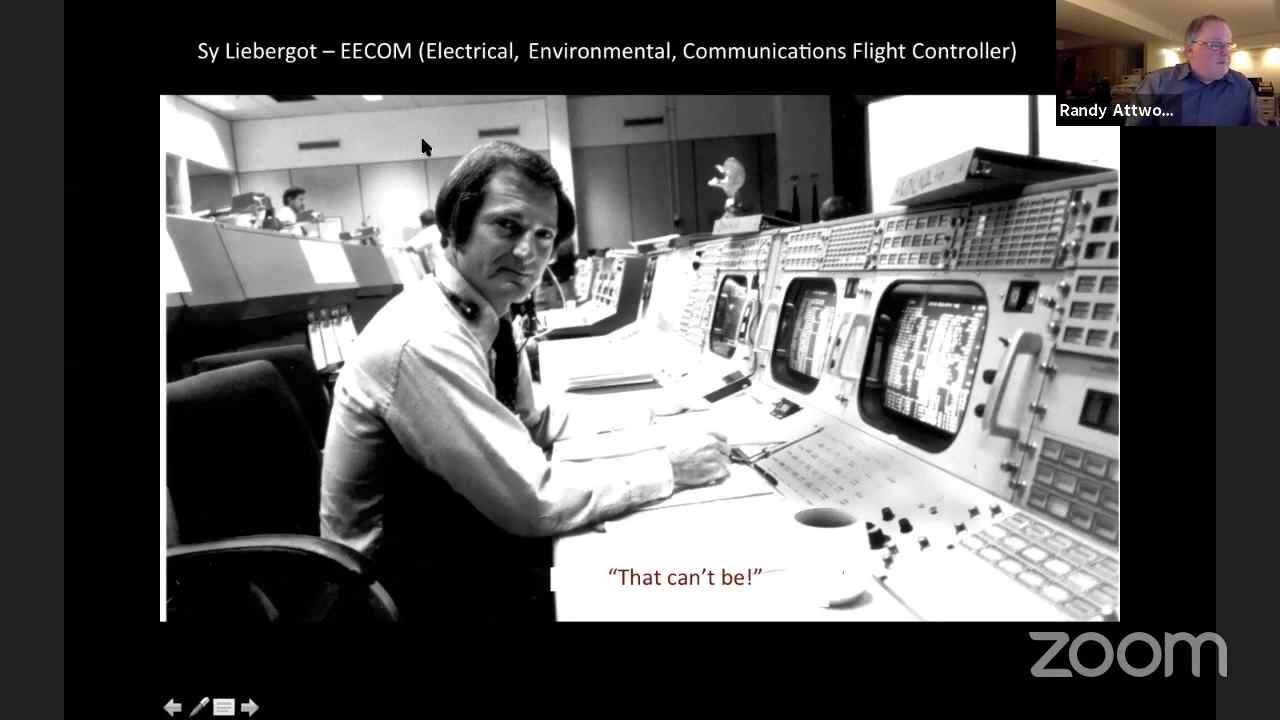 Sy Liebergot – EECOM (Electrical, Environmental, Communications Flight Controller)
Randy Attwo...
“That can’t be!”
zoom